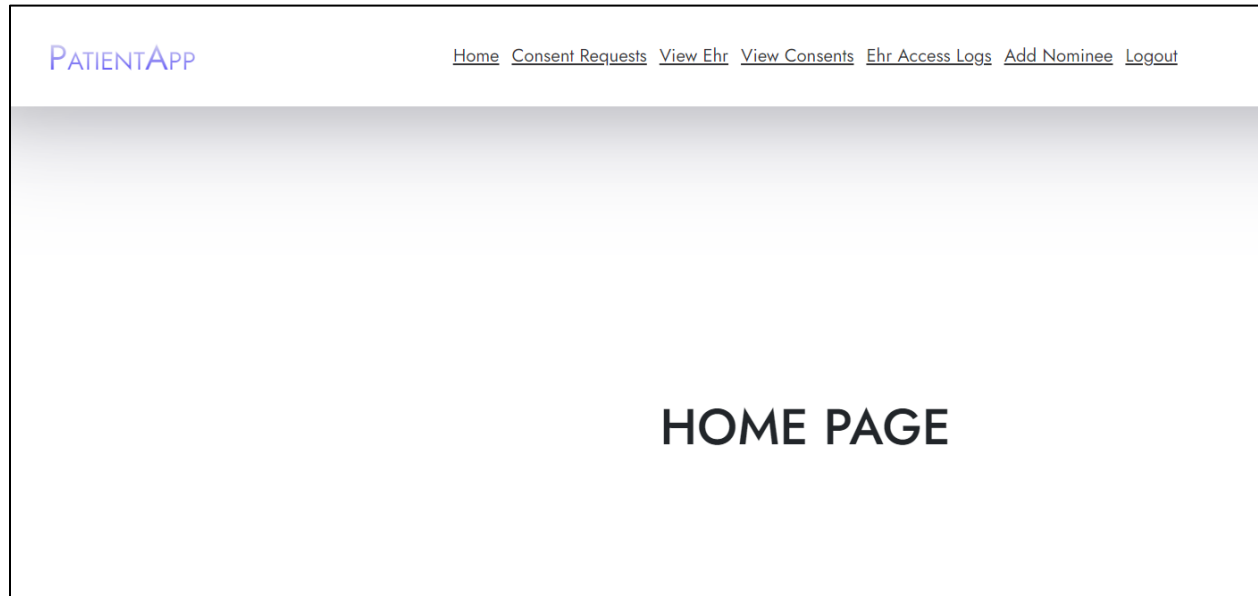 PATIENTAPP Home Consent Requests View Ehr View Consents Ehr Access Logs Add Nominee Logout
HOME PAGE